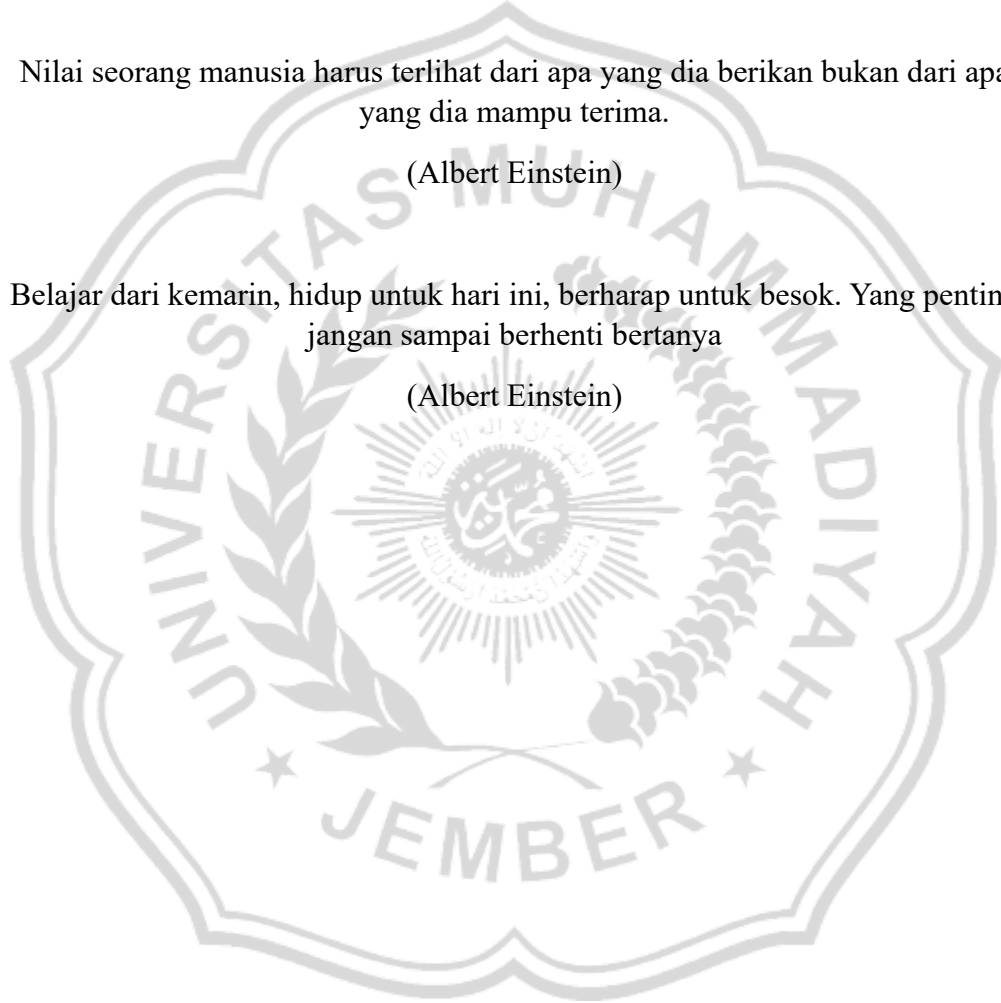 Nilai seorang manusia harus terlihat dari apa yang dia berikan bukan dari apa
yang dia mampu terima.
(Albert Einstein)
Belajar dari kemarin, hidup untuk hari ini, berharap untuk besok. Yang pentin
jangan sampai berhenti bertanya
(Albert Einstein)
UNIVERSITAS MUHAMMADIYAH
JEMBER